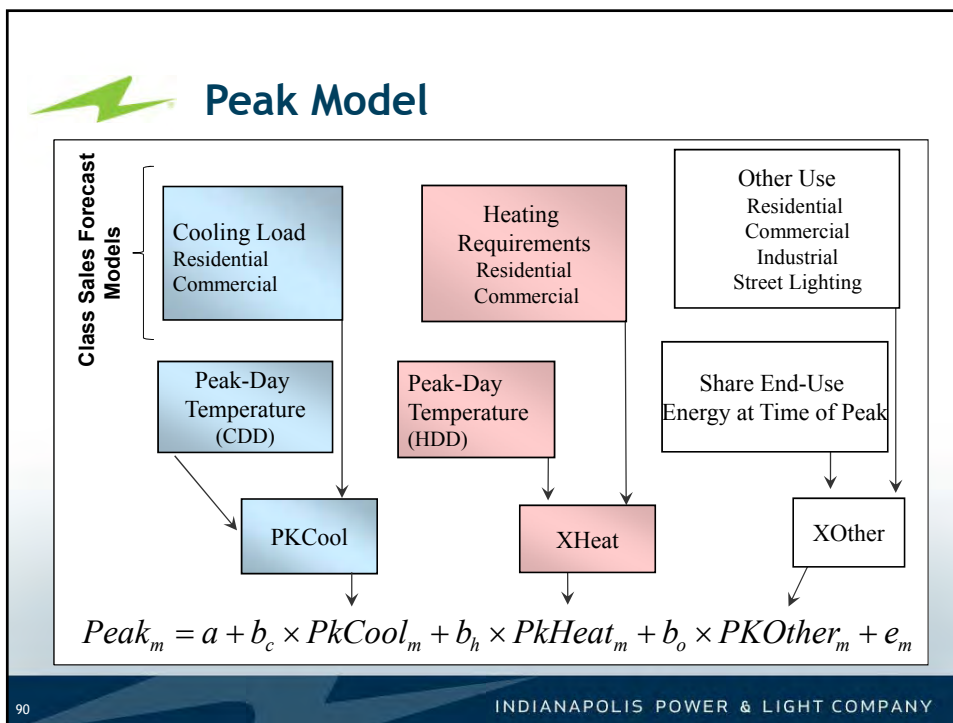 Peak Model
Class Sales Forecast
Models
Cooling Load
Residential
Commercial
Heating
Requirements
Residential
Commercial
Other Use
Residential
Commercial
Industrial
Street Lighting
Peak-Day
Temperature
(CDD)
Peak-Day
Temperature
(HDD)
Share End-Use
Energy at Time of Peak
PKCool
XHeat
XOther
Peak_m = a + b_c × PkCool_m + b_h × PkHeat_m + b_o × PKOther_m + e_m
90
INDIANAPOLIS POWER & LIGHT COMPANY